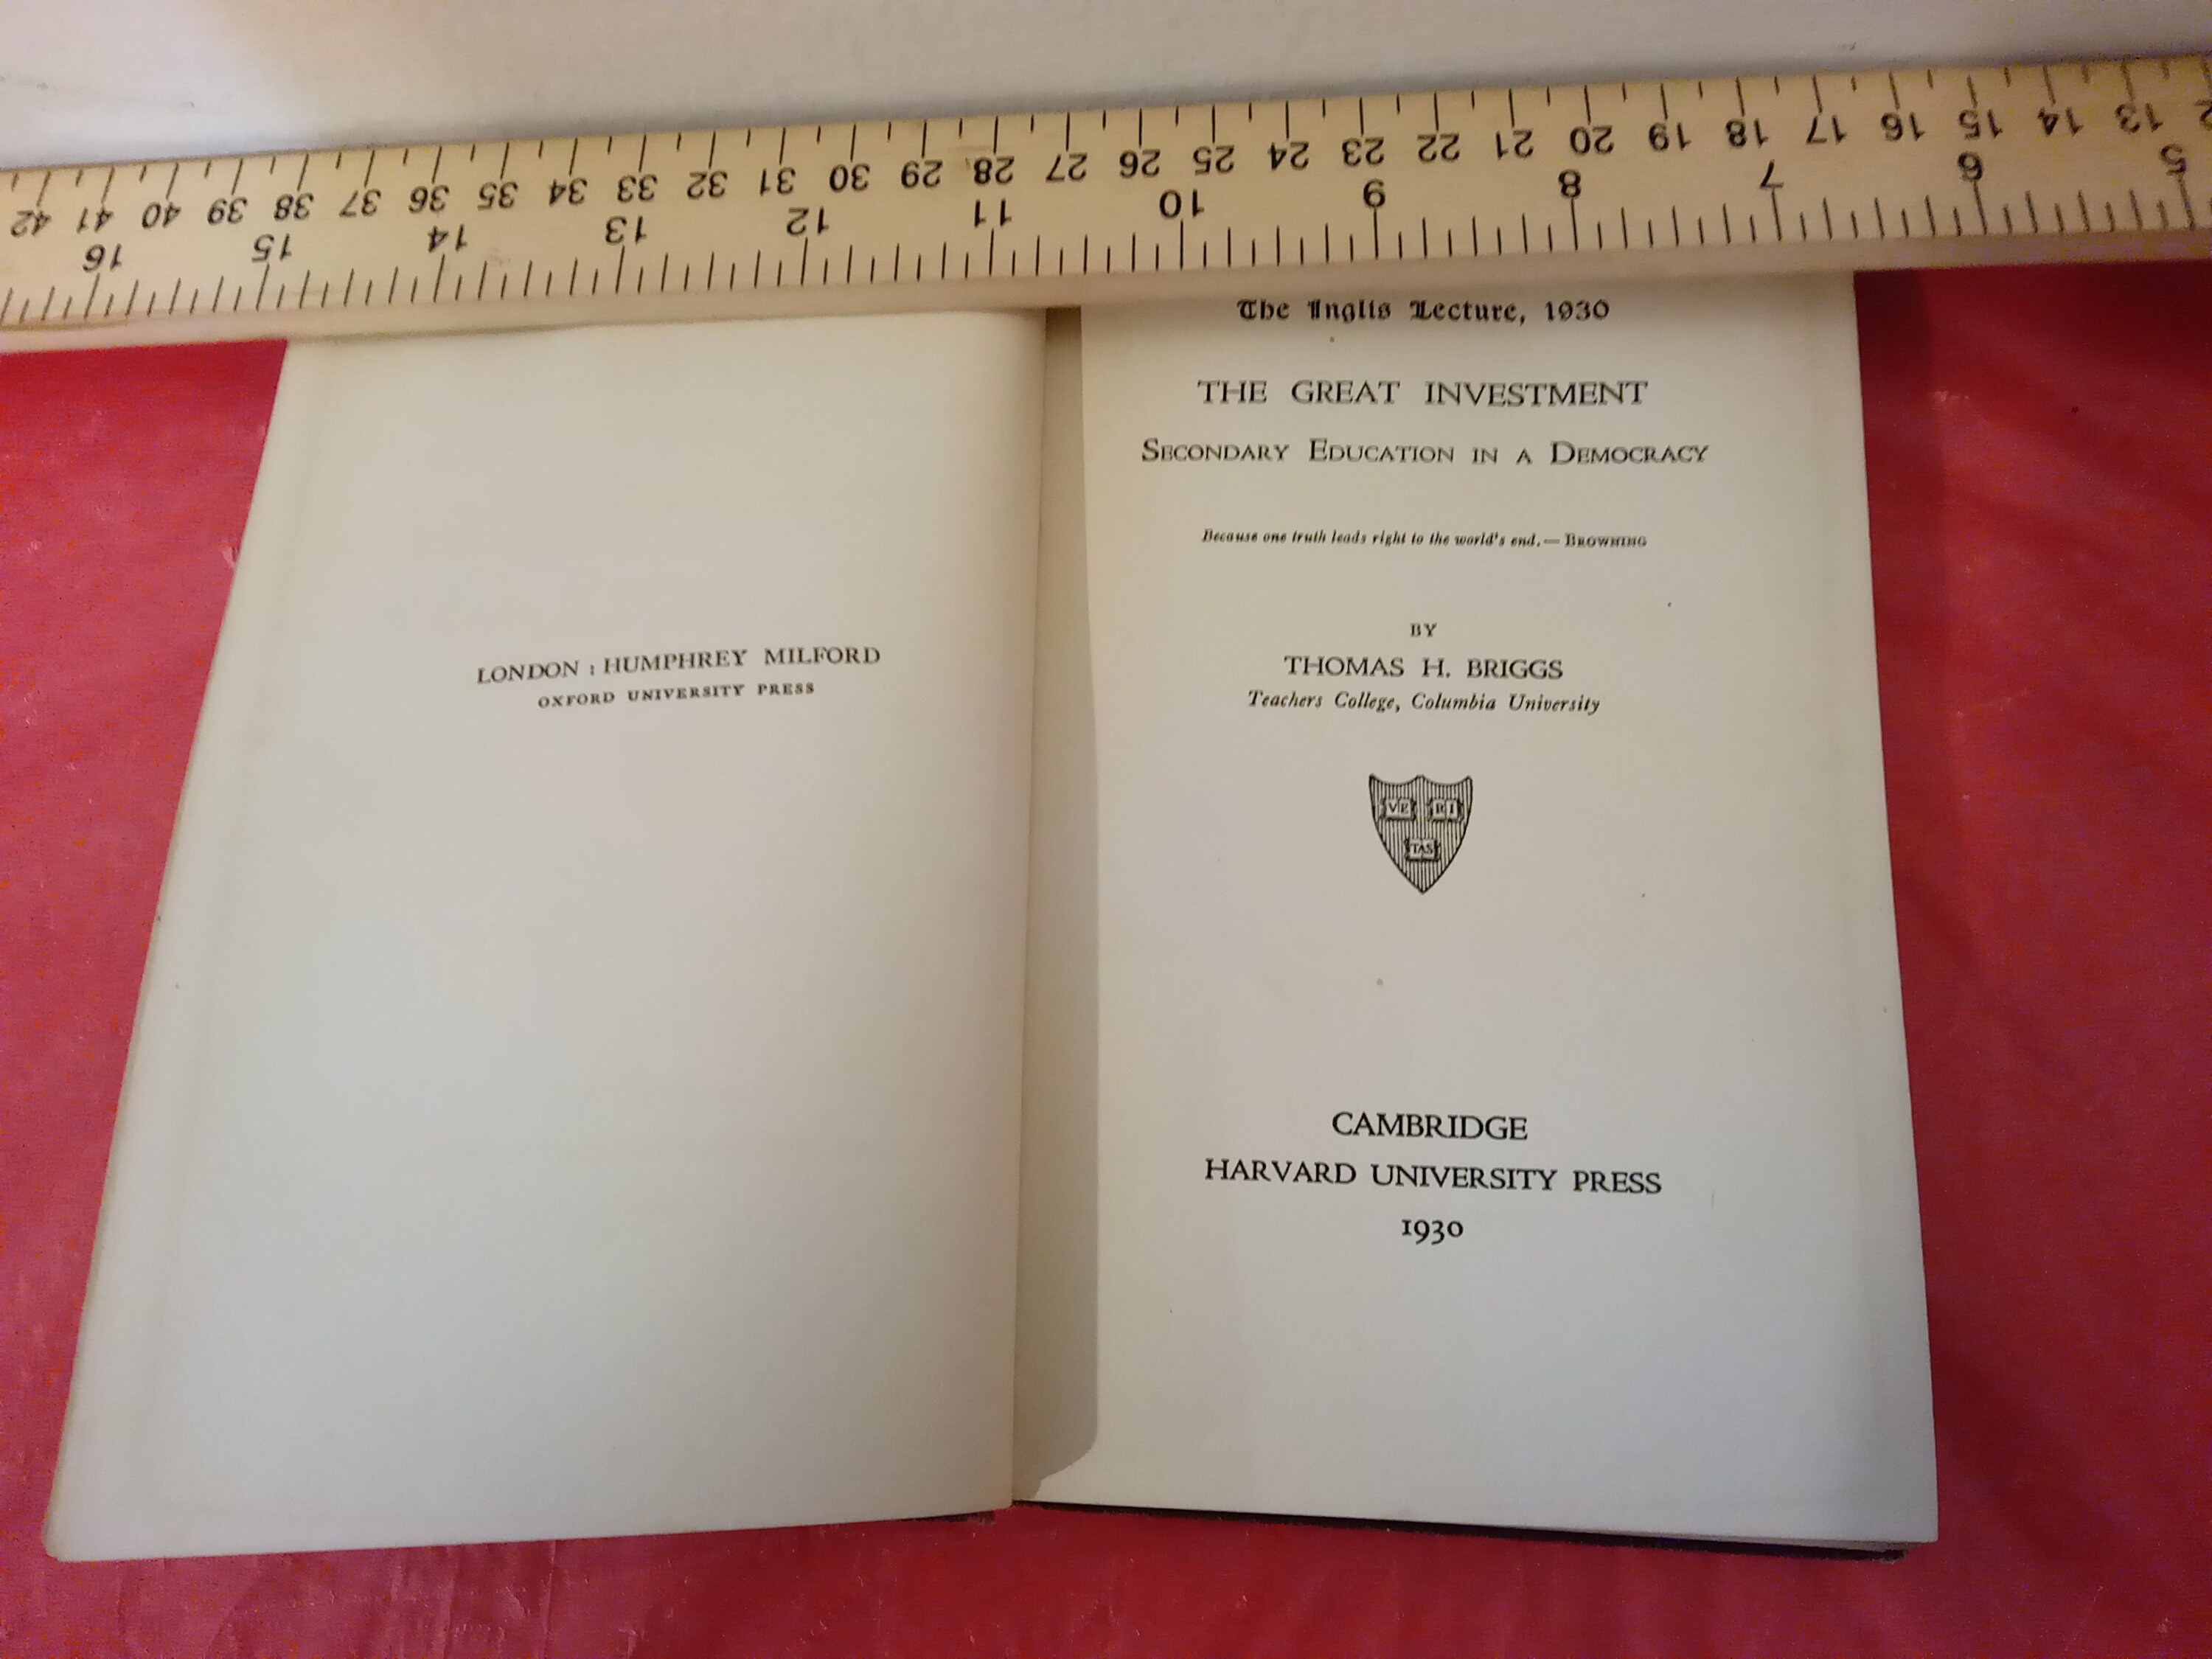 42 41 40 39 38 37 36 35 34 33 32 31 30 29 28 27 26 25 24 23 22 21 20 19 18 17 16 15 14 13
16 15 14 13 12 11 10 9 8 7 6 5
LONDON : HUMPHREY MILFORD
OXFORD UNIVERSITY PRESS
The Inglis Lecture, 1930
THE GREAT INVESTMENT
SECONDARY EDUCATION IN A DEMOCRACY
Because one truth leads right to the world's end.— BROWNING
BY
THOMAS H. BRIGGS
Teachers College, Columbia University
VE RI
TAS
CAMBRIDGE
HARVARD UNIVERSITY PRESS
1930